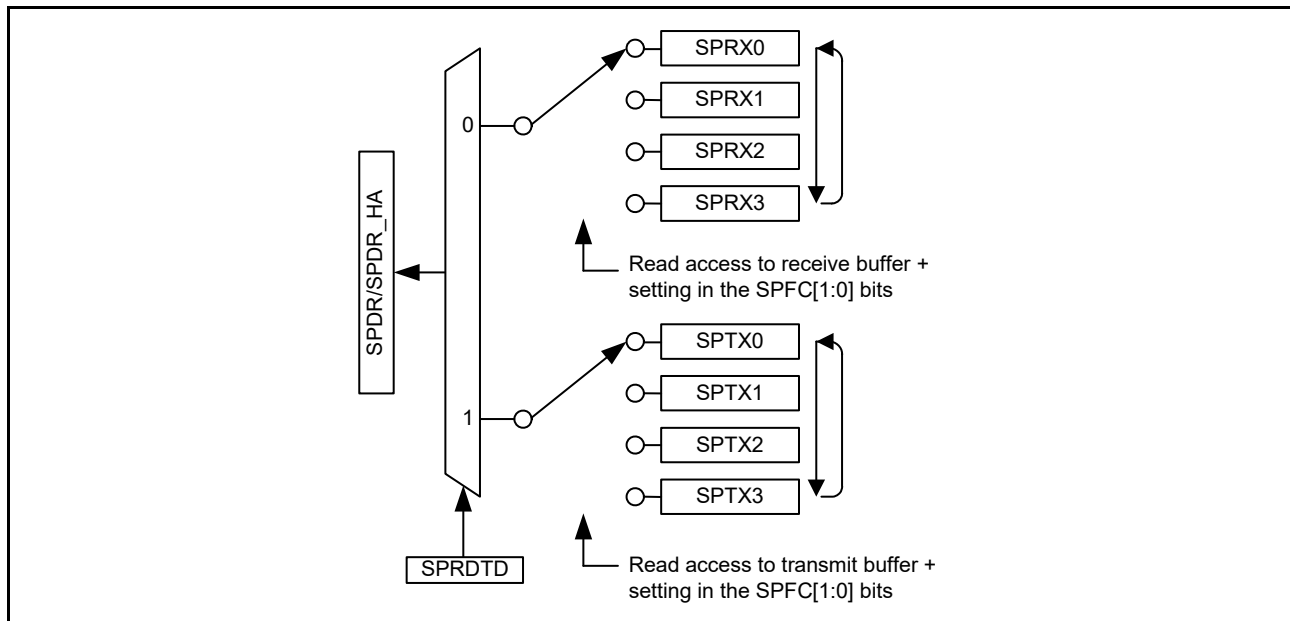 SPRX0
SPRX1
0
SPRX2
SPRX3
SPDR/SPDR_HA
Read access to receive buffer +
setting in the SPFC[1:0] bits
SPTX0
SPTX1
1
SPTX2
SPTX3
SPRDTD
Read access to transmit buffer +
setting in the SPFC[1:0] bits